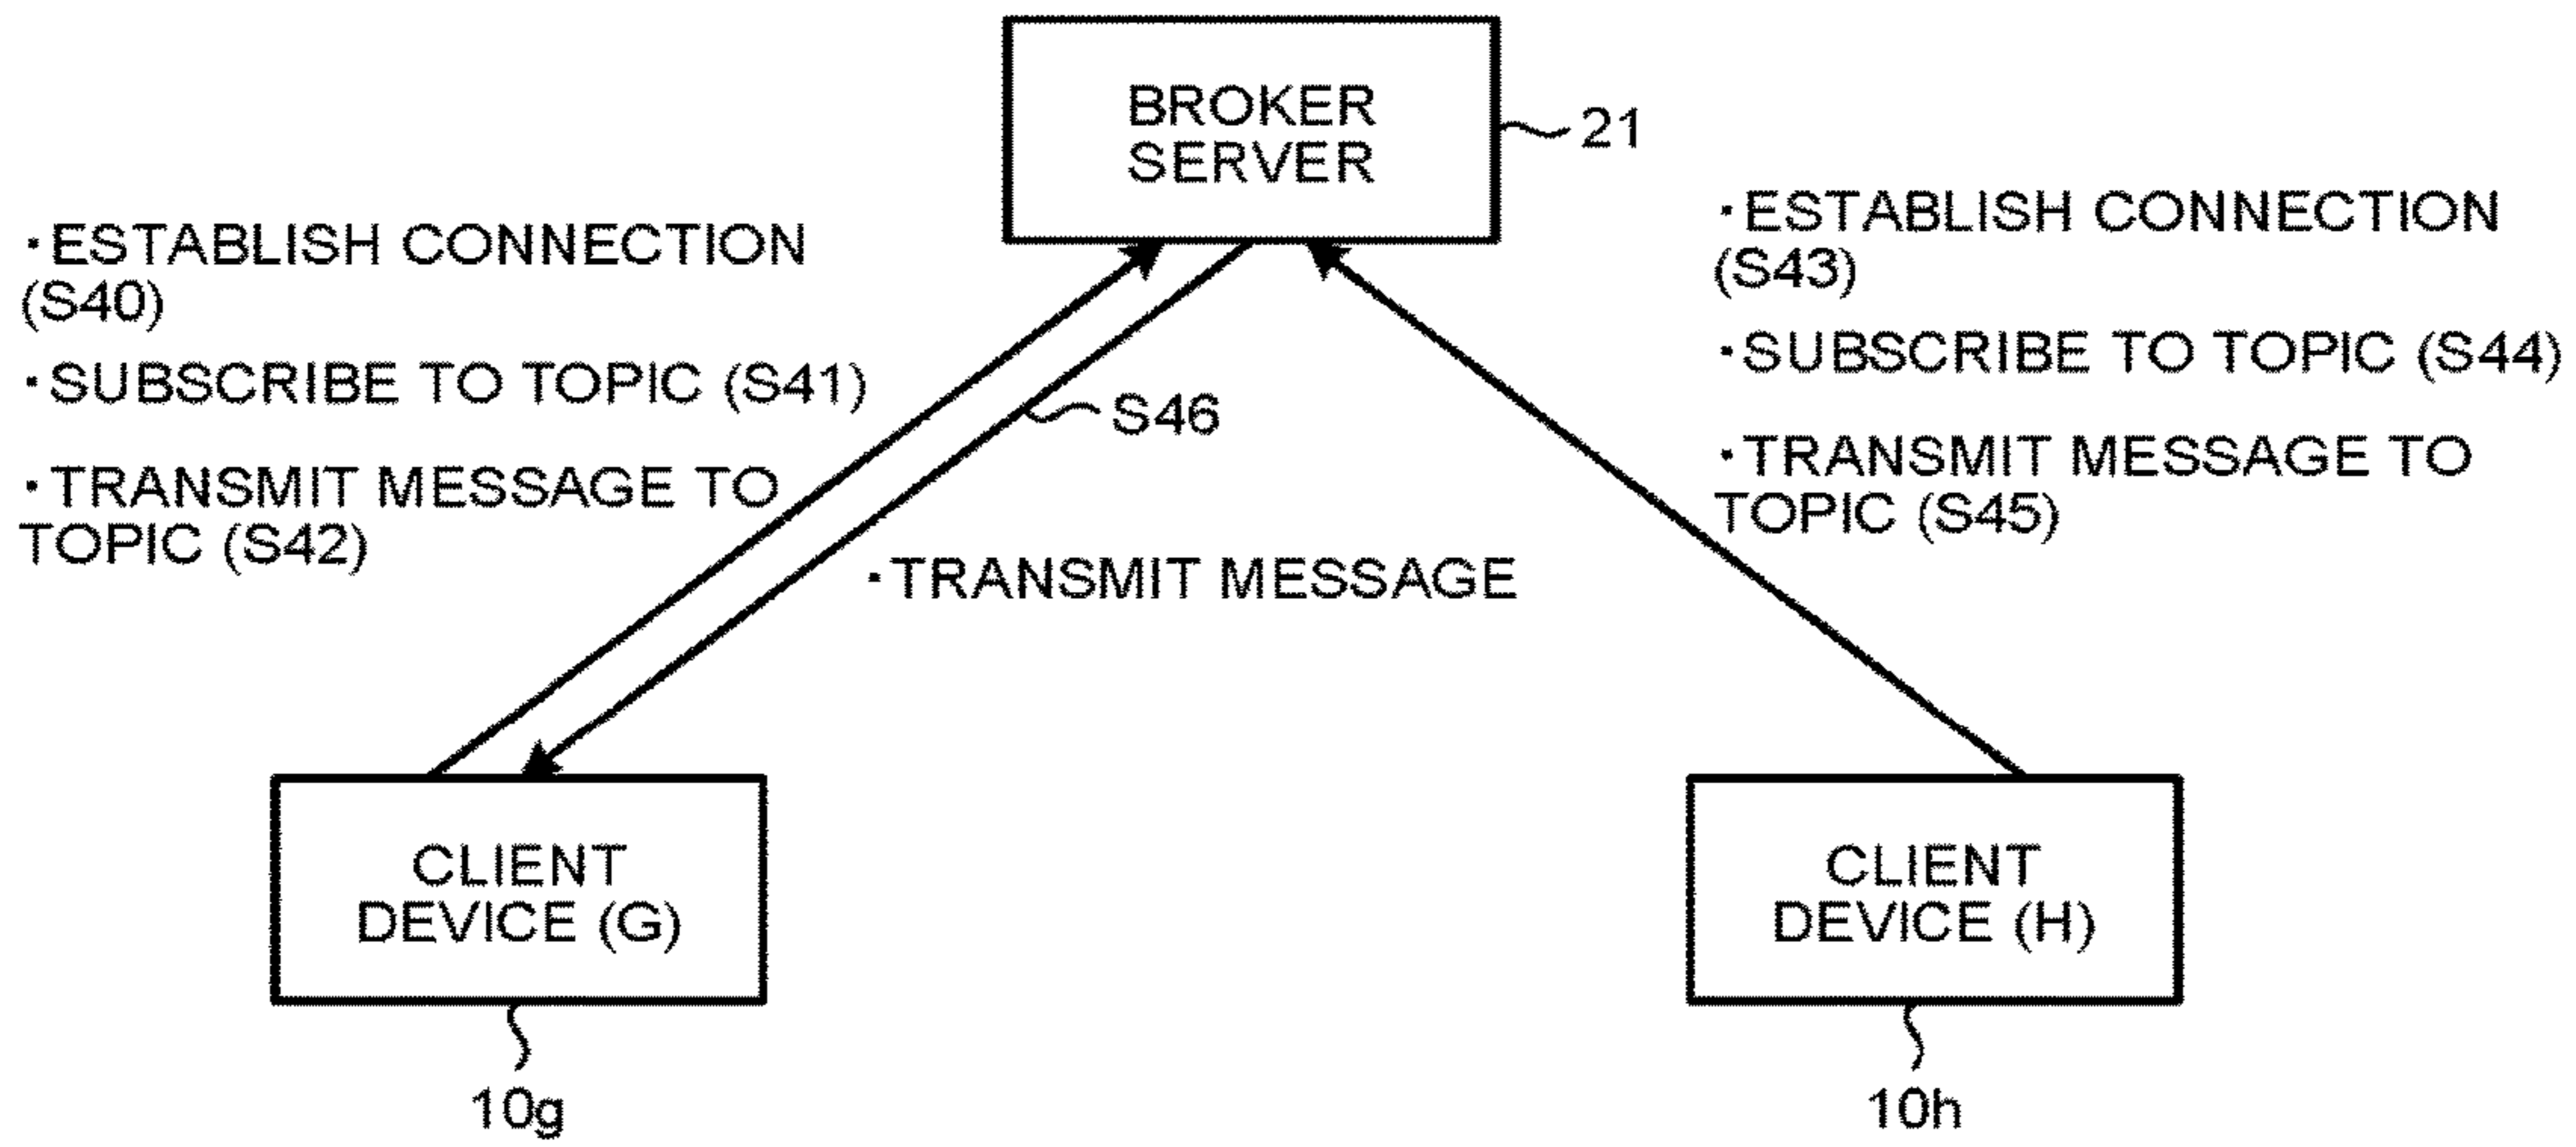 BROKER
SERVER
21
·ESTABLISH CONNECTION
(S40)
·SUBSCRIBE TO TOPIC (S41)
·TRANSMIT MESSAGE TO
TOPIC (S42)
S46
·TRANSMIT MESSAGE
·ESTABLISH CONNECTION
(S43)
·SUBSCRIBE TO TOPIC (S44)
·TRANSMIT MESSAGE TO
TOPIC (S45)
CLIENT
DEVICE (G)
10g
CLIENT
DEVICE (H)
10h